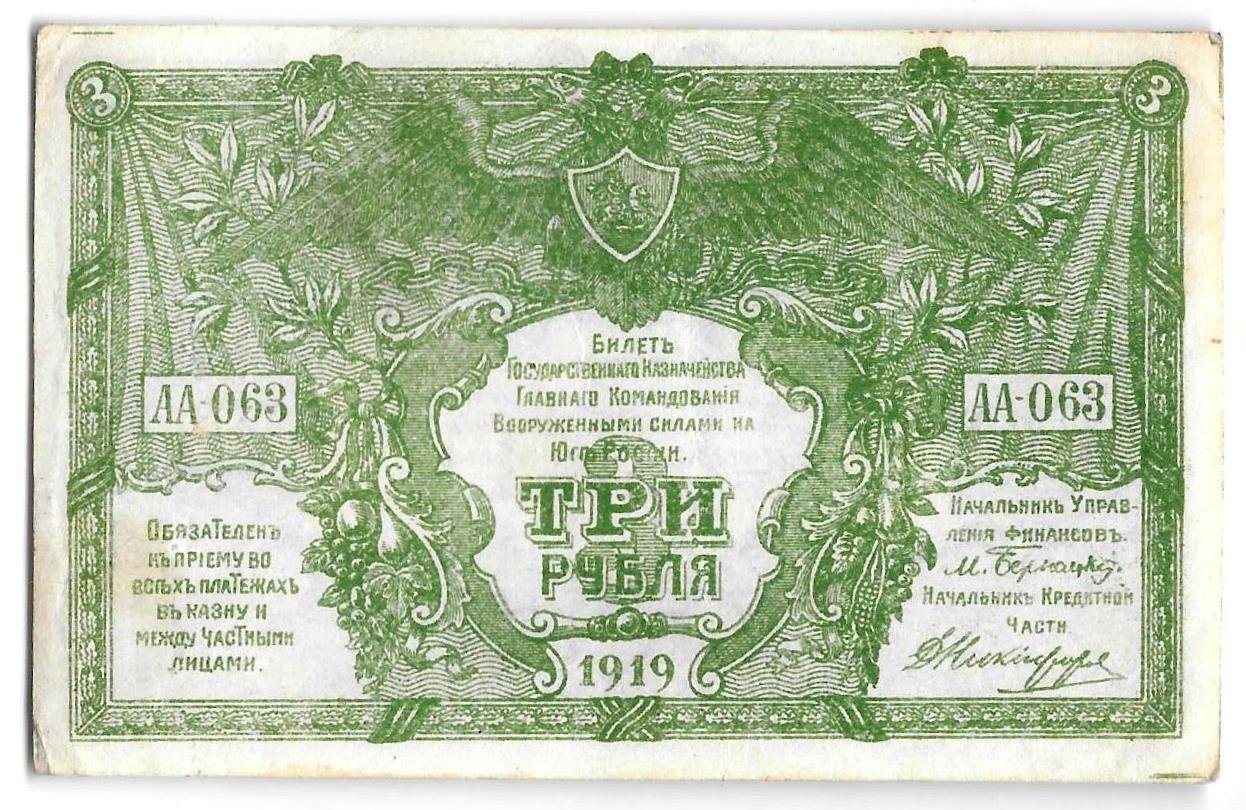 3
3
Билетъ
Государственнаго Казначейства
Главнаго Командованія
Вооруженными силами на
Югѣ Россіи.
АА-063
АА-063
3
ТРИ
РУБЛЯ
1919
Обязателенъ
къ пріему во
всѣхъ платежахъ
въ казну и
между частными
лицами.
Начальникъ Управ-
ленія финансовъ.
М. Бернацкій.
Начальникъ Кредитной
Части